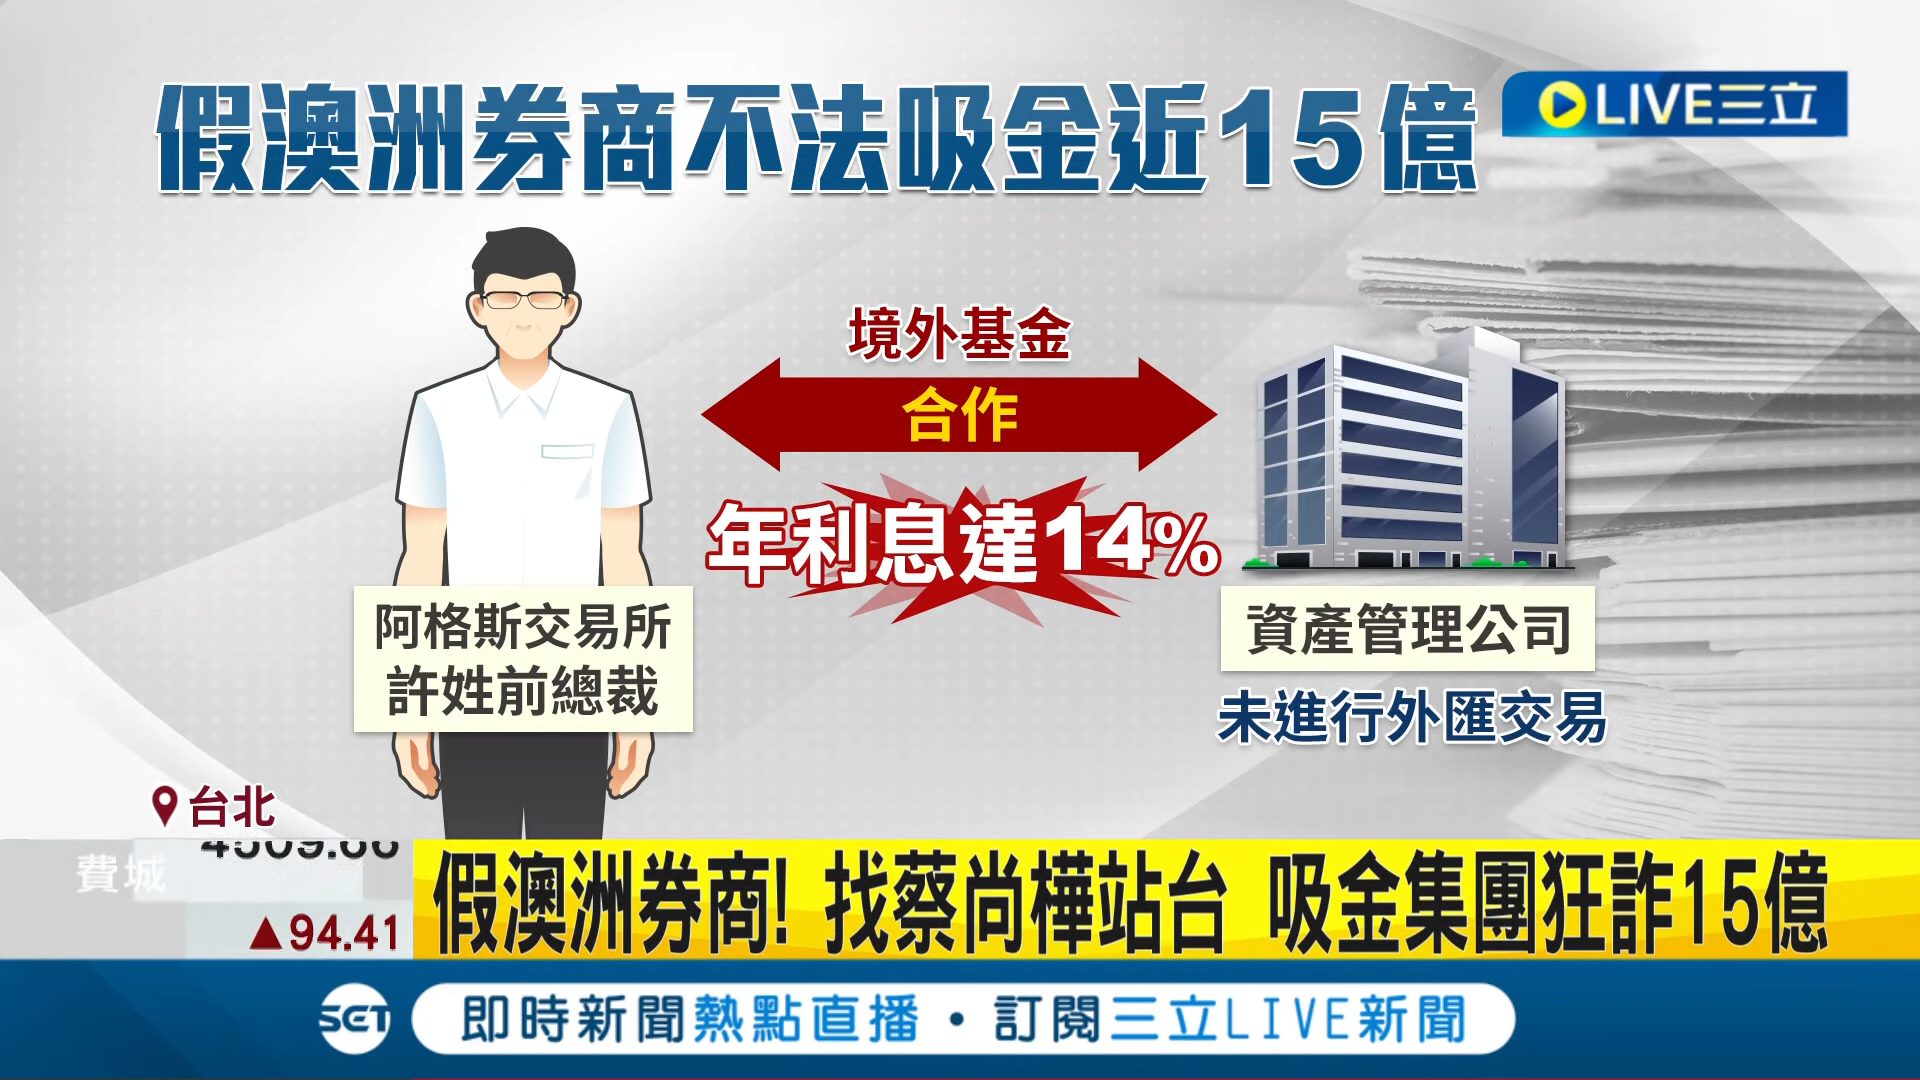 假澳洲券商不法吸金近15億
LIVE三立
境外基金
合作
年利息達14%
阿格斯交易所
許姓前總裁
資產管理公司
未進行外匯交易
台北
費城
▲94.41
假澳洲券商! 找蔡尚樺站台 吸金集團狂詐15億
SET
即時新聞熱點直播・訂閱三立LIVE新聞